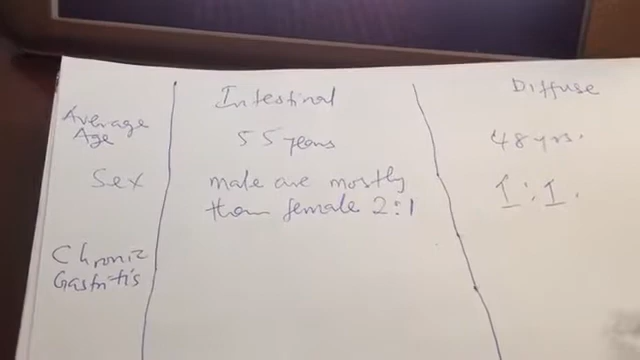 Intestinal
Diffuse
Average
Age
55 years
48 yrs.
Sex
male are mostly
than female 2:1
1:1.
Chronic
Gastritis